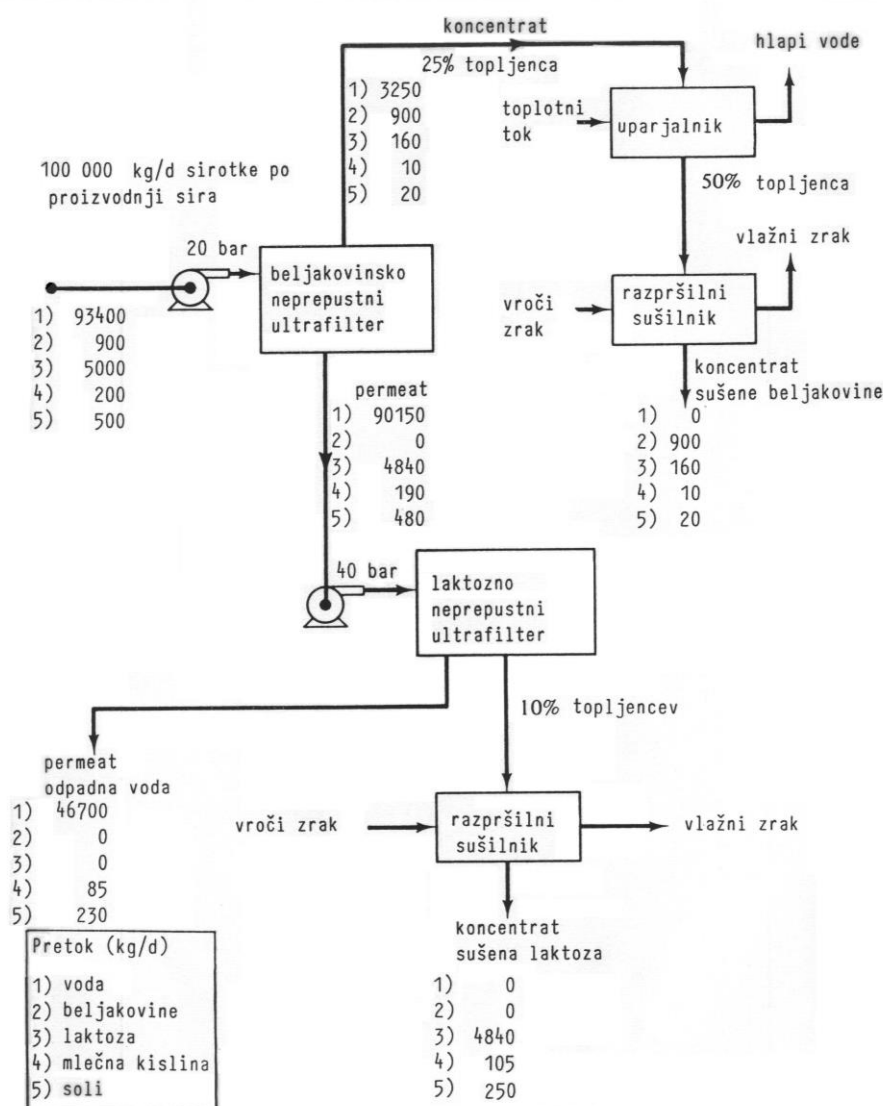 koncentrat
25% topljenca
1) 3250
2) 900
3) 160
4) 10
5) 20
hlapi vode
toplotni
tok
uparjalnik
50% topljenca
100 000 kg/d sirotke po
proizvodnji sira
20 bar
1) 93400
2) 900
3) 5000
4) 200
5) 500
beljakovinsko
neprepustni
ultrafilter
vlažni zrak
vroči
zrak
razpršilni
sušilnik
koncentrat
sušene beljakovine
1) 0
2) 900
3) 160
4) 10
5) 20
permeat
1) 90150
2) 0
3) 4840
4) 190
5) 480
40 bar
laktozno
neprepustni
ultrafilter
10% topljencev
permeat
odpadna voda
1) 46700
2) 0
3) 0
4) 85
5) 230
vroči zrak
razpršilni
sušilnik
vlažni zrak
koncentrat
sušena laktoza
1) 0
2) 0
3) 4840
4) 105
5) 250
Pretok (kg/d)
1) voda
2) beljakovine
3) laktoza
4) mlečna kislina
5) soli